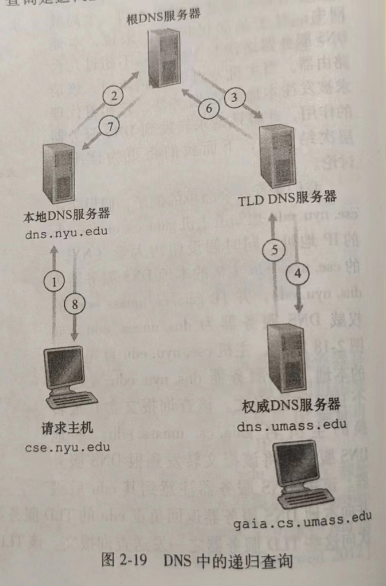 根DNS服务器
2
3
7
6
本地DNS服务器
dns.nyu.edu
TLD DNS服务器
5
4
1
8
请求主机
cse.nyu.edu
权威DNS服务器
dns.umass.edu
gaia.cs.umass.edu
图 2-19 DNS 中的递归查询